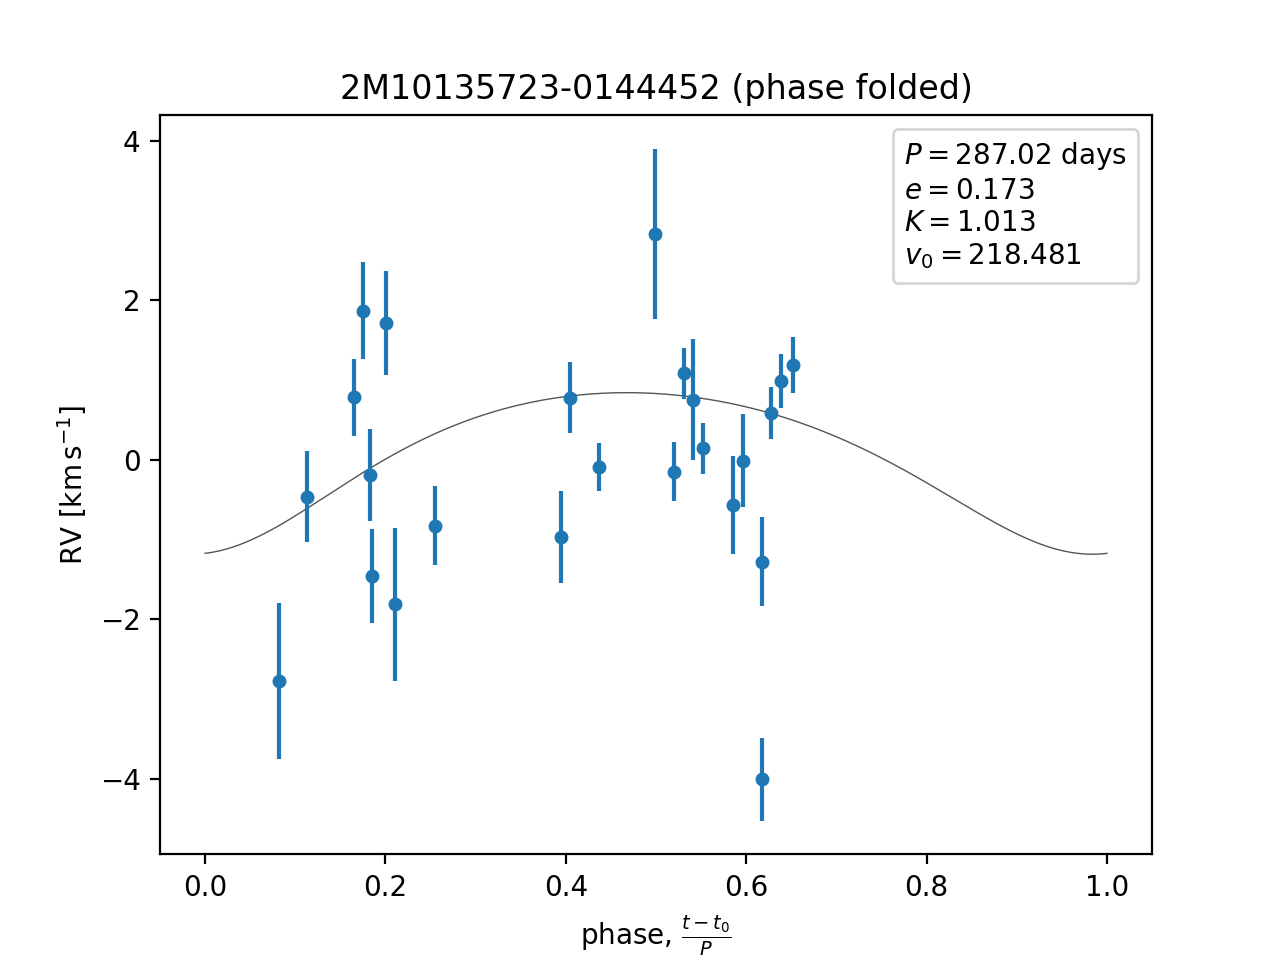 2M10135723-0144452 (phase folded)
P = 287.02 days
e = 0.173
K = 1.013
v₀ = 218.481
RV [km s⁻¹]
4
2
0
−2
−4
0.0 0.2 0.4 0.6 0.8 1.0
phase, (t − t₀)/P